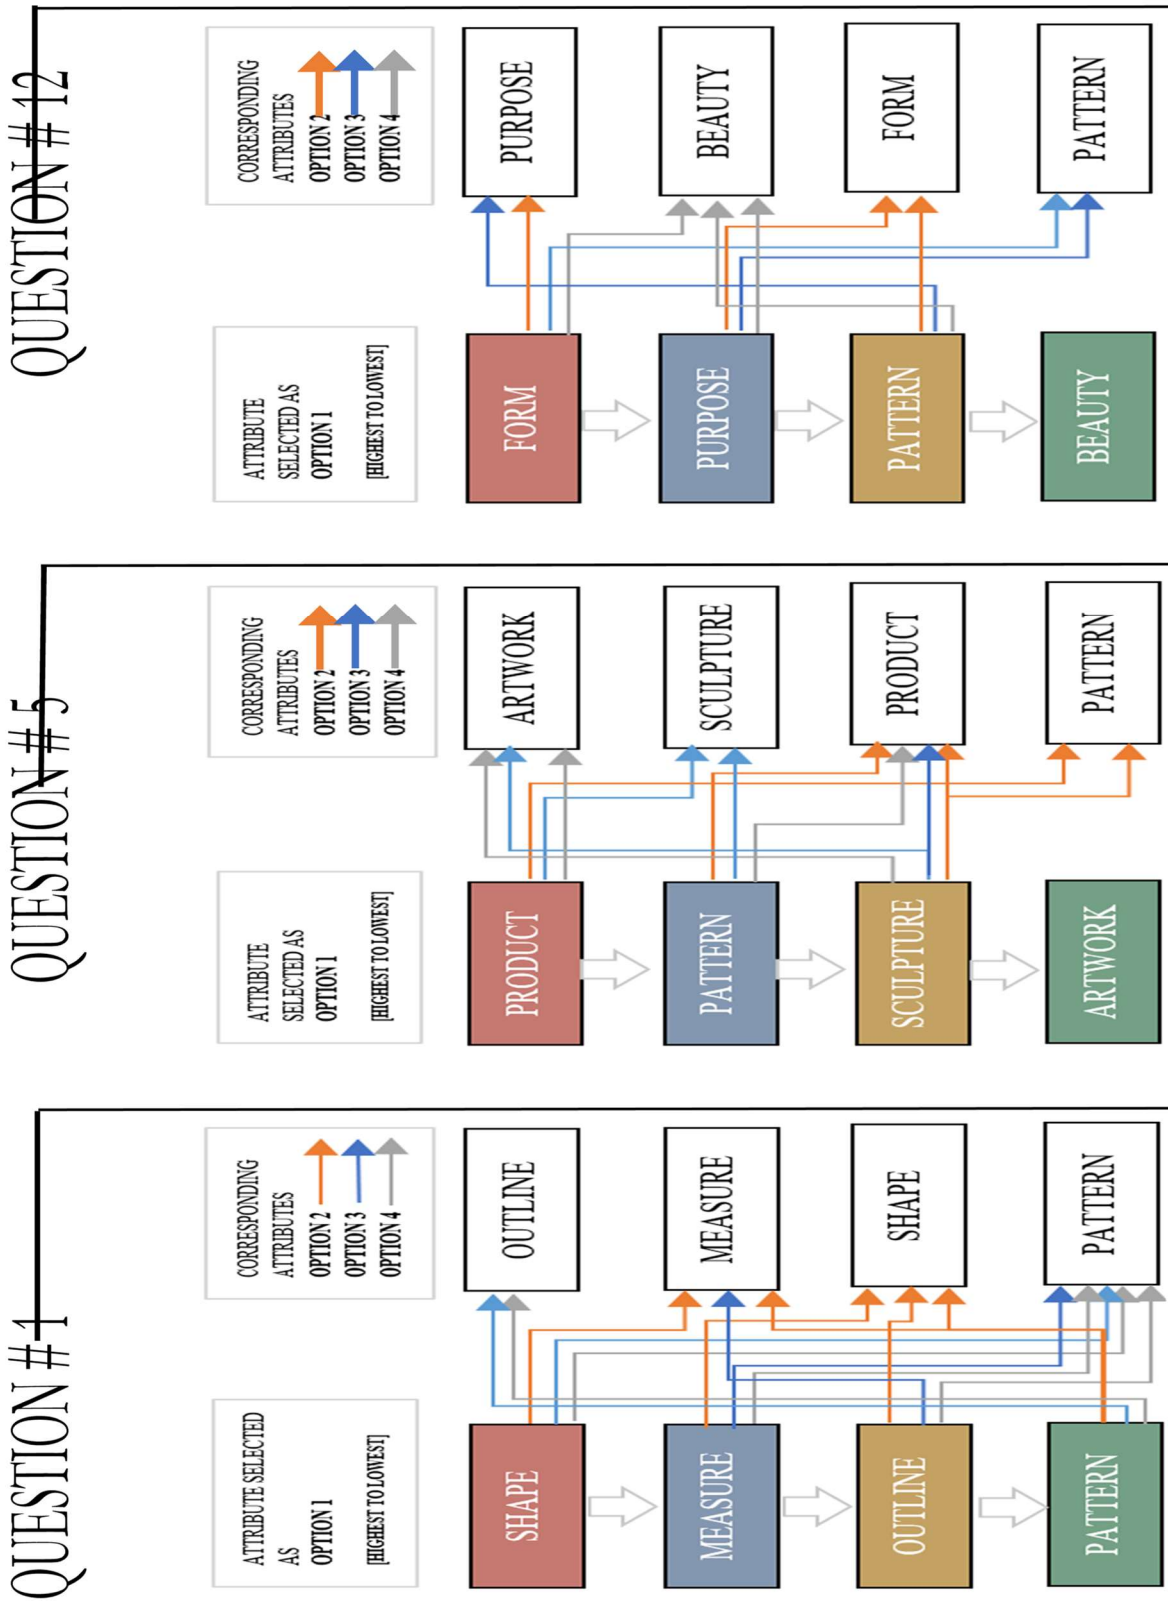 QUESTION # 1
ATTRIBUTE SELECTED
AS
OPTION 1
[HIGHEST TO LOWEST]
CORRESPONDING
ATTRIBUTES
OPTION 2
OPTION 3
OPTION 4
SHAPE
OUTLINE
MEASURE
MEASURE
OUTLINE
SHAPE
PATTERN
PATTERN
QUESTION # 5
ATTRIBUTE
SELECTED AS
OPTION 1
[HIGHEST TO LOWEST]
CORRESPONDING
ATTRIBUTES
OPTION 2
OPTION 3
OPTION 4
PRODUCT
ARTWORK
PATTERN
SCULPTURE
SCULPTURE
PRODUCT
ARTWORK
PATTERN
QUESTION # 12
ATTRIBUTE
SELECTED AS
OPTION 1
[HIGHEST TO LOWEST]
CORRESPONDING
ATTRIBUTES
OPTION 2
OPTION 3
OPTION 4
FORM
PURPOSE
PURPOSE
BEAUTY
PATTERN
FORM
BEAUTY
PATTERN